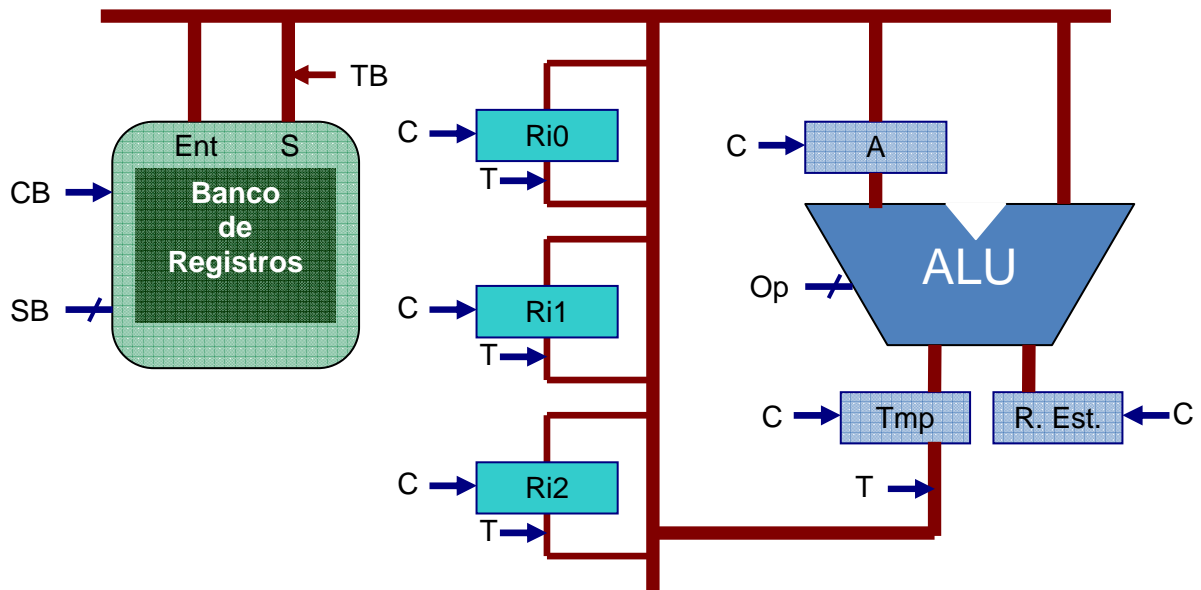 TB
Ent
S
CB
Banco
de
Registros
SB
C
Ri0
T
C
Ri1
T
C
Ri2
T
C
A
ALU
Op
C
Tmp
R. Est.
C
T